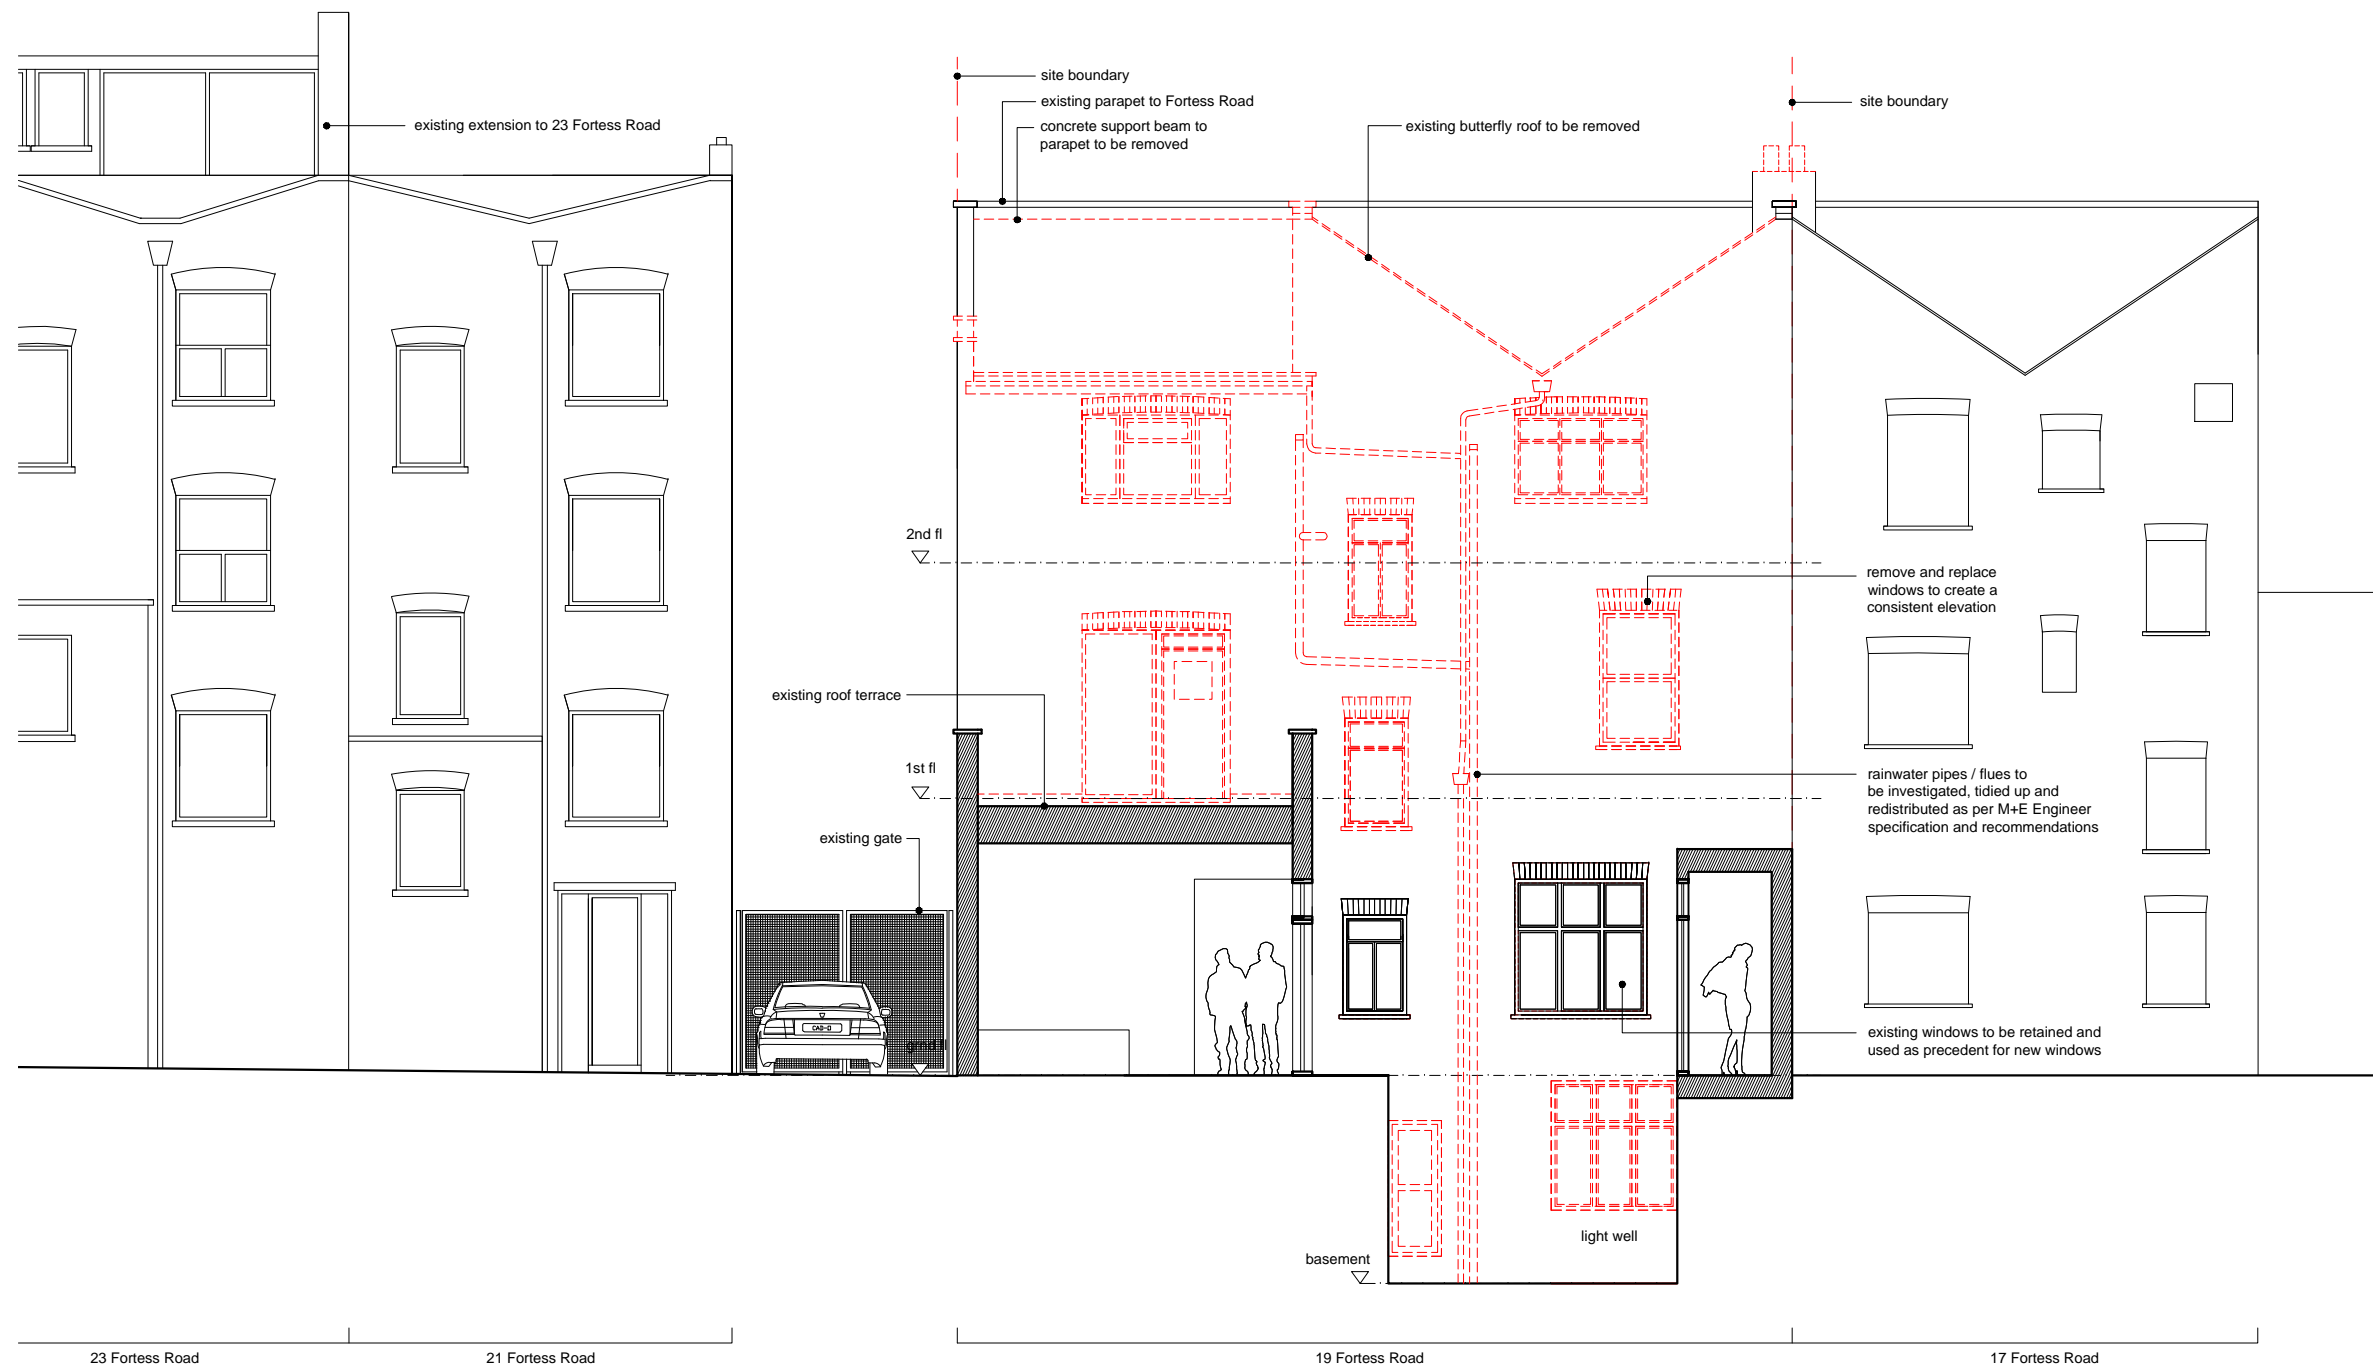 site boundary
existing parapet to Fortess Road
concrete support beam to
parapet to be removed
existing extension to 23 Fortess Road
existing butterfly roof to be removed
site boundary
2nd fl
remove and replace
windows to create a
consistent elevation
existing roof terrace
1st fl
rainwater pipes / flues to
be investigated, tidied up and
redistributed as per M+E Engineer
specification and recommendations
existing gate
CAD-D
grnd fl
existing windows to be retained and
used as precedent for new windows
light well
basement
23 Fortess Road
21 Fortess Road
19 Fortess Road
17 Fortess Road